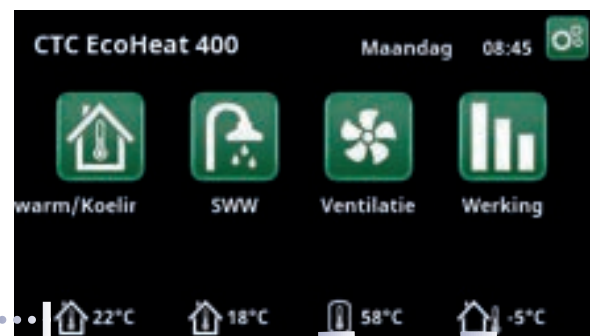 CTC EcoHeat 400 Maandag 08:45
warm/Koelir SWW Ventilatie Werking
22°C 18°C 58°C -5°C